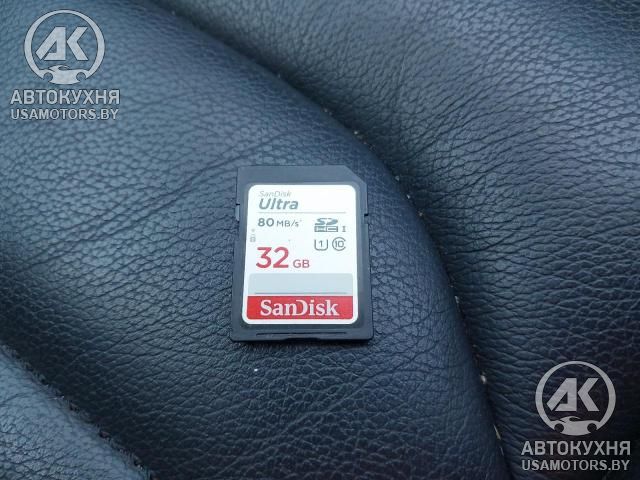 AK
АВТОКУХНЯ
USAMOTORS.BY
SanDisk
Ultra
80 MB/s
SD
HC I
U1 10
32 GB
SanDisk
AK
АВТОКУХНЯ
USAMOTORS.BY